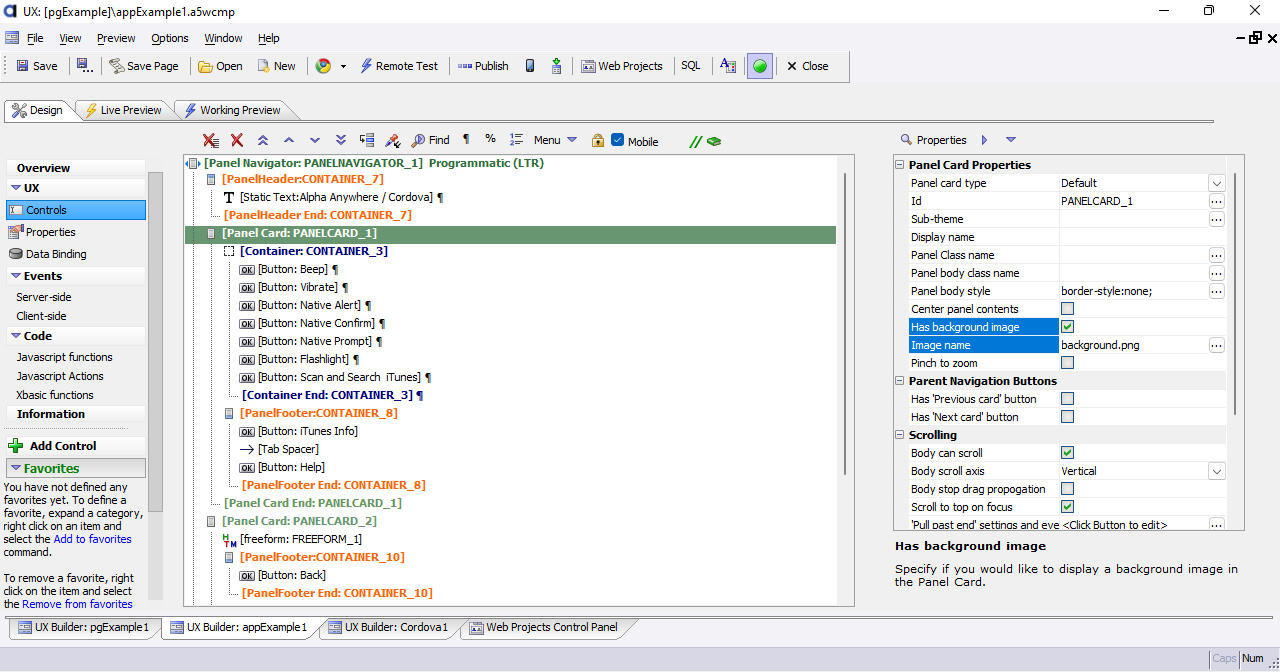 UX: [pgExample]\appExample1.a5wcmp
File View Preview Options Window Help
Save Save Page Open New Remote Test Publish Web Projects SQL Close
Design Live Preview Working Preview
Find ¶ % Menu Mobile // Properties
Overview
UX
Controls
Properties
Data Binding
Events
Server-side
Client-side
Code
Javascript functions
Javascript Actions
Xbasic functions
Information
Add Control
Favorites
You have not defined any
favorites yet. To define a
favorite, expand a category,
right click on an item and
select the Add to favorites
command.
To remove a favorite, right
click on the item and select
the Remove from favorites
[Panel Navigator: PANELNAVIGATOR_1] Programmatic (LTR)
[PanelHeader:CONTAINER_7]
T [Static Text:Alpha Anywhere / Cordova] ¶
[PanelHeader End: CONTAINER_7]
[Panel Card: PANELCARD_1]
[Container: CONTAINER_3]
OK [Button: Beep] ¶
OK [Button: Vibrate] ¶
OK [Button: Native Alert] ¶
OK [Button: Native Confirm] ¶
OK [Button: Native Prompt] ¶
OK [Button: Flashlight] ¶
OK [Button: Scan and Search iTunes] ¶
[Container End: CONTAINER_3] ¶
[PanelFooter:CONTAINER_8]
OK [Button: iTunes Info]
[Tab Spacer]
OK [Button: Help]
[PanelFooter End: CONTAINER_8]
[Panel Card End: PANELCARD_1]
[Panel Card: PANELCARD_2]
HTM [freeform: FREEFORM_1]
[PanelFooter:CONTAINER_10]
OK [Button: Back]
[PanelFooter End: CONTAINER_10]
Panel Card Properties
Panel card type Default
Id PANELCARD_1
Sub-theme
Display name
Panel Class name
Panel body class name
Panel body style border-style:none;
Center panel contents
Has background image
Image name background.png
Pinch to zoom
Parent Navigation Buttons
Has 'Previous card' button
Has 'Next card' button
Scrolling
Body can scroll
Body scroll axis Vertical
Body stop drag propogation
Scroll to top on focus
'Pull past end' settings and eve <Click Button to edit>
Has background image
Specify if you would like to display a background image in
the Panel Card.
UX Builder: pgExample1 UX Builder: appExample1 UX Builder: Cordova1 Web Projects Control Panel
Caps Num